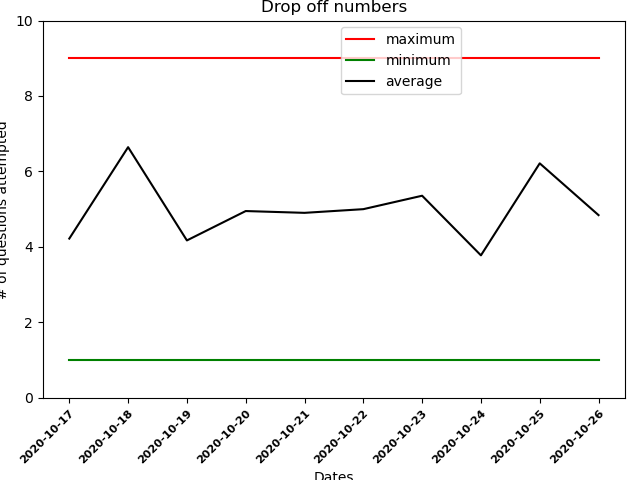 Drop off numbers
maximum
minimum
average
# of questions attempted
10
8
6
4
2
0
2020-10-17
2020-10-18
2020-10-19
2020-10-20
2020-10-21
2020-10-22
2020-10-23
2020-10-24
2020-10-25
2020-10-26
Dates